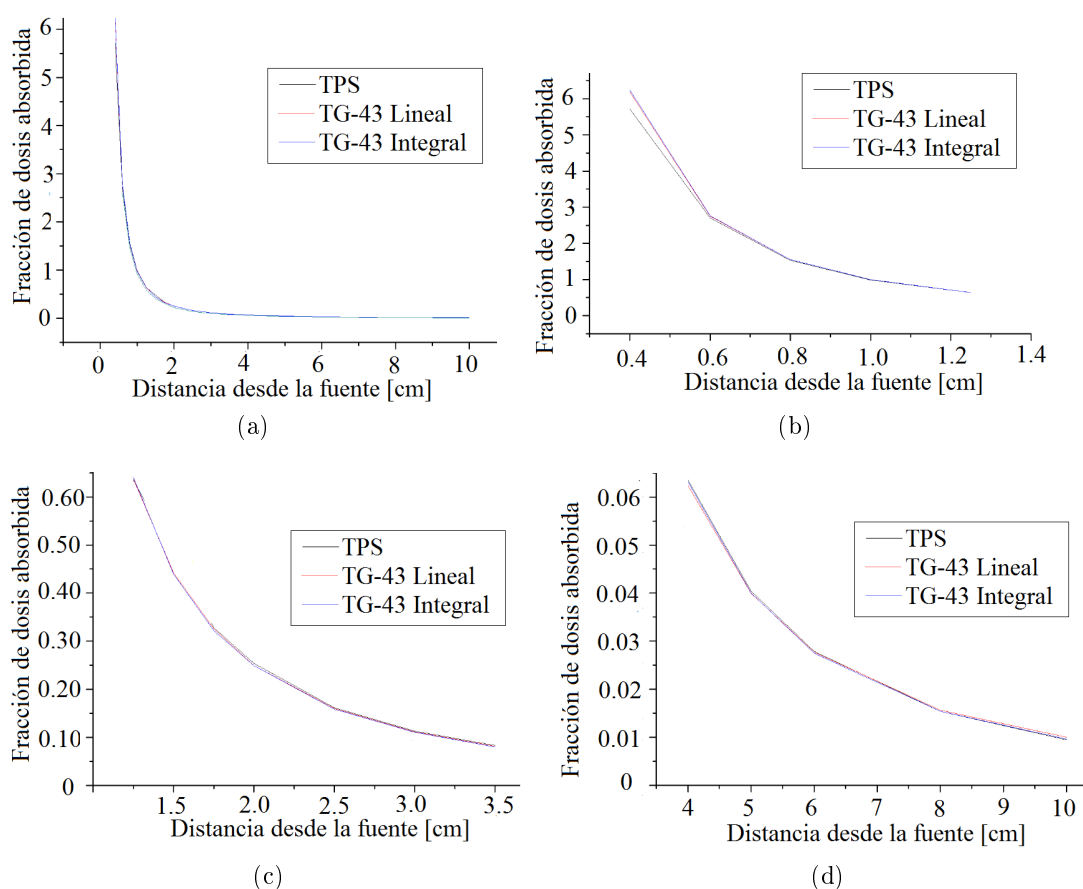 Fracción de dosis absorbida
6
5
4
3
2
1
0
TPS
TG-43 Lineal
TG-43 Integral
0 2 4 6 8 10
Distancia desde la fuente [cm]
(a)
Fracción de dosis absorbida
6
5
4
3
2
1
0
TPS
TG-43 Lineal
TG-43 Integral
0.4 0.6 0.8 1.0 1.2 1.4
Distancia desde la fuente [cm]
(b)
Fracción de dosis absorbida
0.60
0.50
0.40
0.30
0.20
0.10
0
TPS
TG-43 Lineal
TG-43 Integral
1.5 2.0 2.5 3.0 3.5
Distancia desde la fuente [cm]
(c)
Fracción de dosis absorbida
0.06
0.05
0.04
0.03
0.02
0.01
0
TPS
TG-43 Lineal
TG-43 Integral
4 5 6 7 8 9 10
Distancia desde la fuente [cm]
(d)